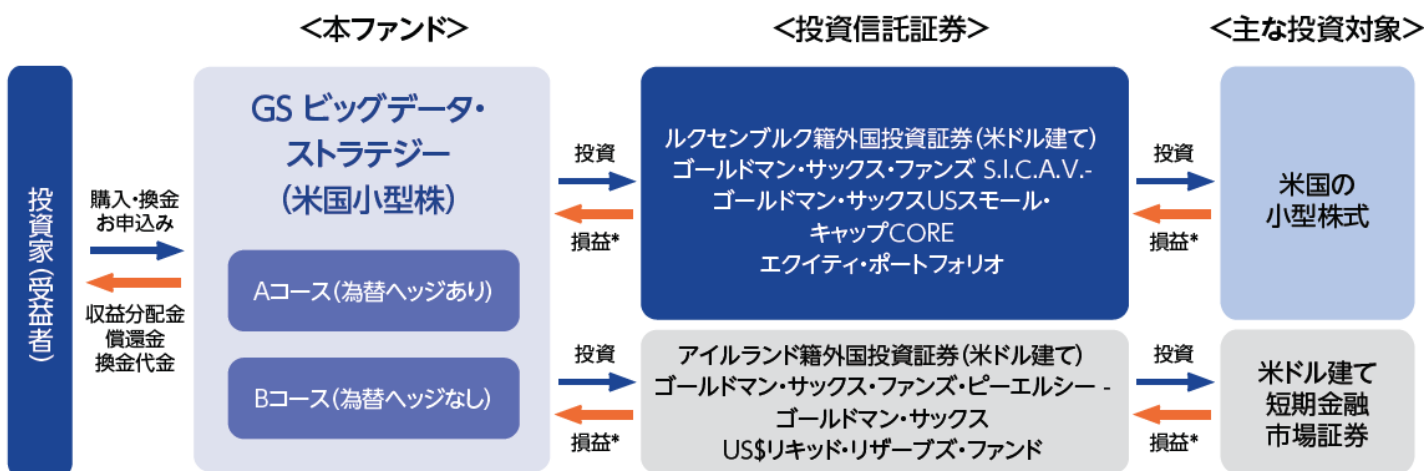 <本ファンド>
<投資信託証券>
<主な投資対象>
投資家(受益者)
購入・換金
お申込み
収益分配金
償還金
換金代金
GS ビッグデータ・
ストラテジー
(米国小型株)
Aコース(為替ヘッジあり)
Bコース(為替ヘッジなし)
投資
損益*
ルクセンブルク籍外国投資証券(米ドル建て)
ゴールドマン・サックス・ファンズ S.I.C.A.V.-
ゴールドマン・サックスUSスモール・
キャップCORE
エクイティ・ポートフォリオ
投資
損益*
米国の
小型株式
投資
損益*
アイルランド籍外国投資証券(米ドル建て)
ゴールドマン・サックス・ファンズ・ピーエルシー -
ゴールドマン・サックス
US$リキッド・リザーブズ・ファンド
投資
損益*
米ドル建て
短期金融
市場証券